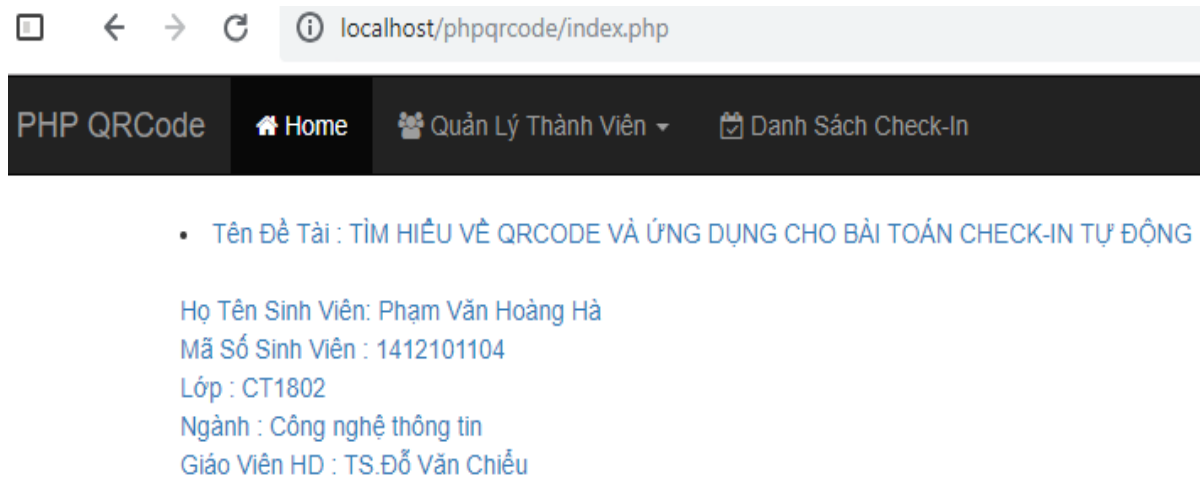 localhost/phpqrcode/index.php
PHP QRCode Home Quản Lý Thành Viên Danh Sách Check-In
Tên Đề Tài : TÌM HIỂU VỀ QRCODE VÀ ỨNG DỤNG CHO BÀI TOÁN CHECK-IN TỰ ĐỘNG
Họ Tên Sinh Viên: Phạm Văn Hoàng Hà
Mã Số Sinh Viên : 1412101104
Lớp : CT1802
Ngành : Công nghệ thông tin
Giáo Viên HD : TS.Đỗ Văn Chiểu